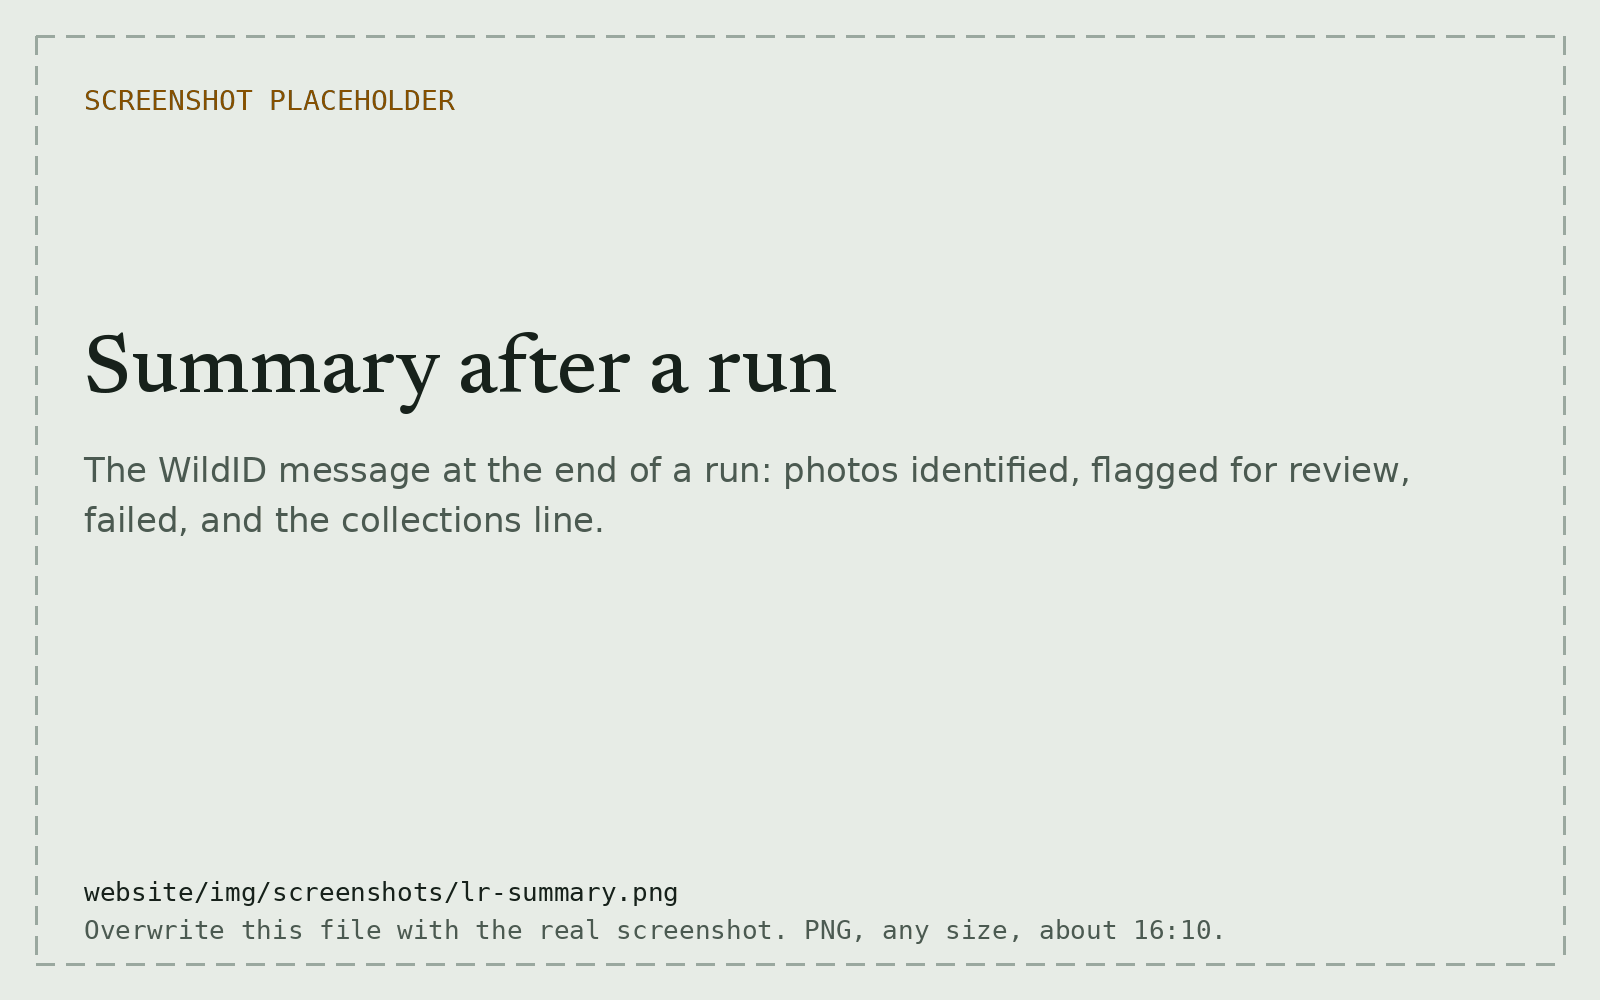 SCREENSHOT PLACEHOLDER
Summary after a run
The WildID message at the end of a run: photos identified, flagged for review,
failed, and the collections line.
website/img/screenshots/lr-summary.png
Overwrite this file with the real screenshot. PNG, any size, about 16:10.